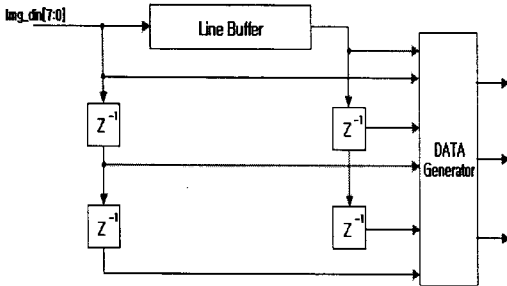 Img_din[7:0]
Line Buffer
Z⁻¹
Z⁻¹
DATA
Generator
Z⁻¹
Z⁻¹